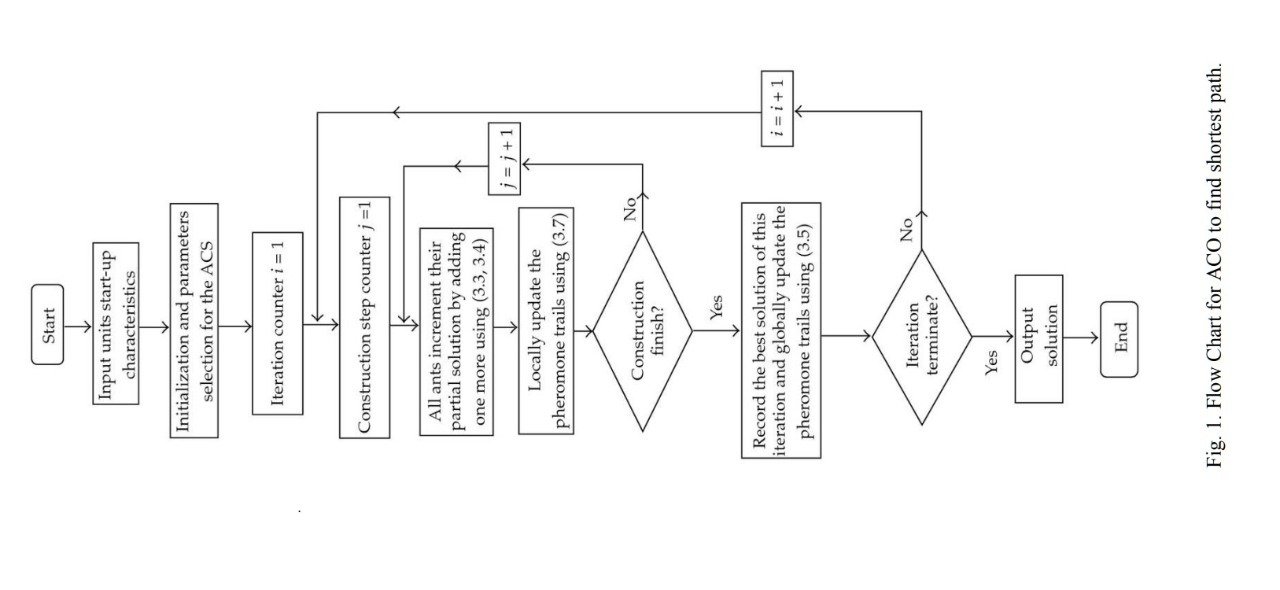 Start
Input units start-up
characteristics
Initialization and parameters
selection for the ACS
Iteration counter i = 1
Construction step counter j =1
All ants increment their
partial solution by adding
one more using (3.3, 3.4)
j = j + 1
Locally update the
pheromone trails using (3.7)
Construction
finish?
No
Yes
Record the best solution of this
iteration and globally update the
pheromone trails using (3.5)
i = i + 1
Iteration
terminate?
No
Yes
Output
solution
End
Fig. 1. Flow Chart for ACO to find shortest path.